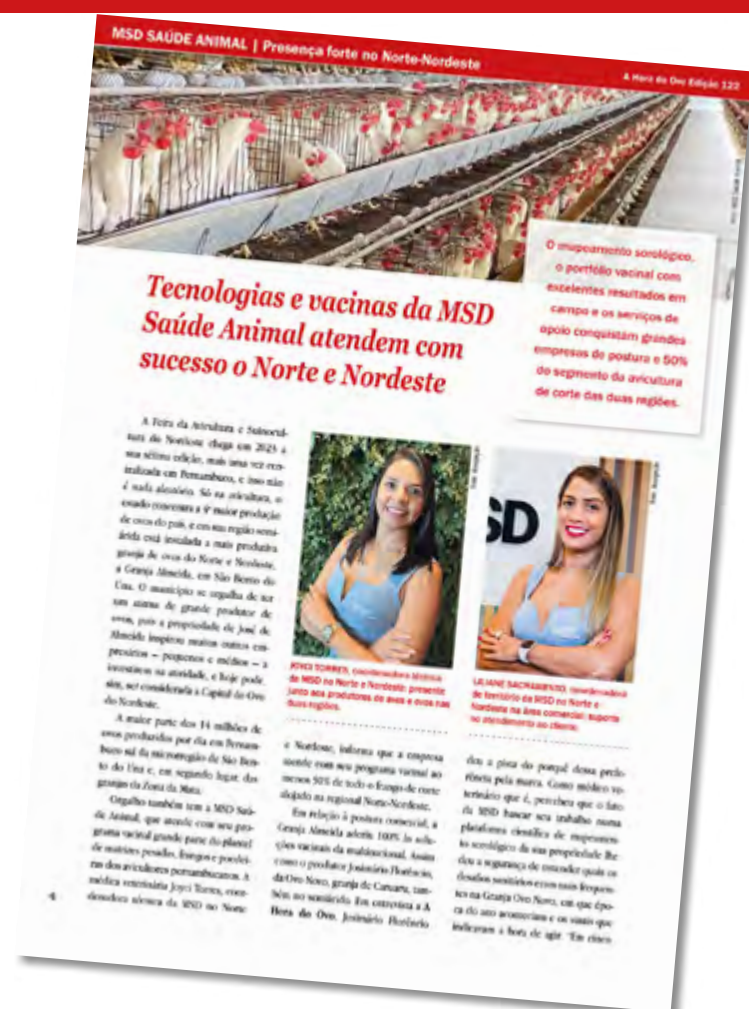 MSD SAÚDE ANIMAL | Presença forte no Norte-Nordeste
A Hora do Ovo Edição 122
O mapeamento sorológico,
o portfólio vacinal com
excelentes resultados em
campo e os serviços de
apoio conquistam grandes
empresas de postura e 50%
do segmento da avicultura
de corte das duas regiões.
Tecnologias e vacinas da MSD
Saúde Animal atendem com
sucesso o Norte e Nordeste
A Feira da Avicultura e Suinocul-
tura do Nordeste chega em 2023 a
sua sétima edição, mais uma vez rea-
lizada em Pernambuco, e isso não
é nada aleatório. Só na avicultura, o
estado concentra a 4ª maior produção
de ovos do país, e em sua região semi-
árida está instalada a mais produtiva
granja de ovos do Norte e Nordeste,
a Granja Almeida, em São Bento do
Una. O município se orgulha de ter
um nome de grande produtor de
ovos, pois a propriedade de José de
Almeida inspirou muitos outros em-
presários – pequenos e médios – a
investirem na atividade, e hoje pode,
sim, ser considerada a Capital do Ovo
do Nordeste.
A maior parte dos 14 milhões de
ovos produzidos por dia em Pernam-
buco sai da microrregião de São Ben-
to do Una e, em segundo lugar, das
granjas da Zona da Mata.
Orgulho também tem a MSD Saú-
de Animal, que atende com seu pro-
grama vacinal grande parte do plantel
de matrizes pesadas, frangos e poedei-
ras dos avicultores pernambucanos. A
médica veterinária Joyci Torres, coor-
denadora técnica da MSD no Norte
4
SD
JOYCI TORRES, coordenadora técnica
da MSD no Norte e Nordeste: presente
junto aos produtores de aves e ovos nas
duas regiões.
LILIANE SACRAMENTO, coordenadora
de território da MSD no Norte e
Nordeste na área comercial: suporte
no atendimento ao cliente.
e Nordeste, informa que a empresa
atende com seu programa vacinal ao
menos 50% de todo o frango de corte
alojado na regional Norte-Nordeste.
Em relação à postura comercial, a
Granja Almeida aderiu 100% às solu-
ções vacinais da multinacional. Assim
como o produtor Josimário Florêncio,
da Ovo Novo, granja de Caruaru, tam-
bém no semiárido. Em entrevista a A
Hora do Ovo, Josimário Florêncio
deu a pista do porquê dessa prefe-
rência pela marca. Como médico ve-
terinário que é, percebeu que o fato
da MSD basear seu trabalho numa
plataforma científica de mapeamen-
to sorológico da sua propriedade lhe
deu a segurança de entender quais os
desafios sanitários eram mais frequen-
tes na Granja Ovo Novo, em que épo-
ca do ano aconteciam e os sinais que
indicavam a hora de agir. "Em cinco